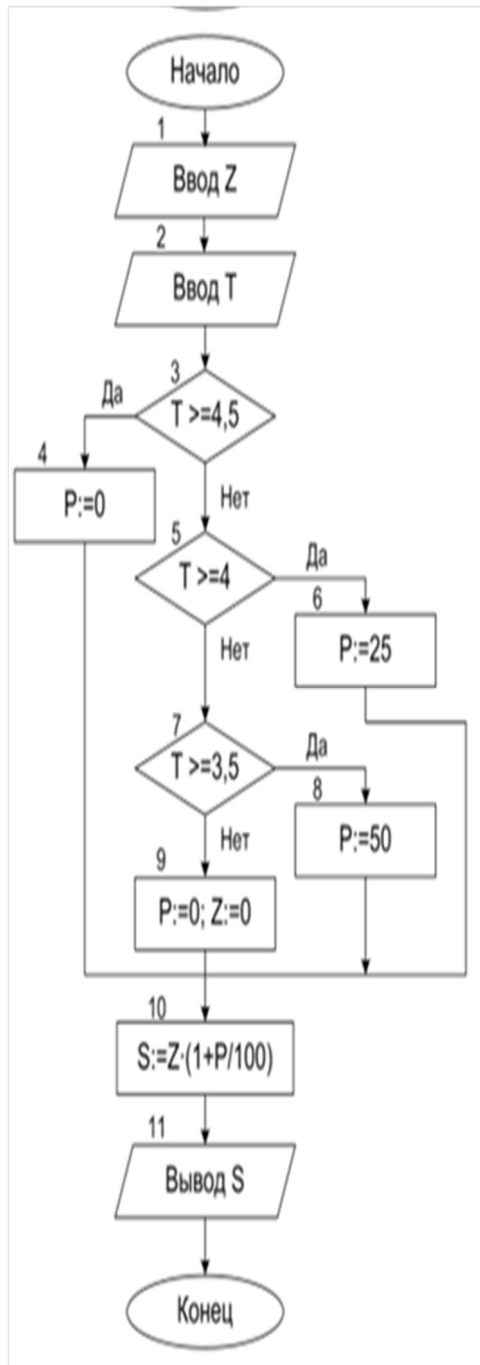 Начало
1
Ввод Z
2
Ввод T
3
Да
T >=4,5
4
P:=0
Нет
5
Да
T >=4
6
P:=25
Нет
7
Да
T >=3,5
8
P:=50
Нет
9
P:=0; Z:=0
10
S:=Z·(1+P/100)
11
Вывод S
Конец